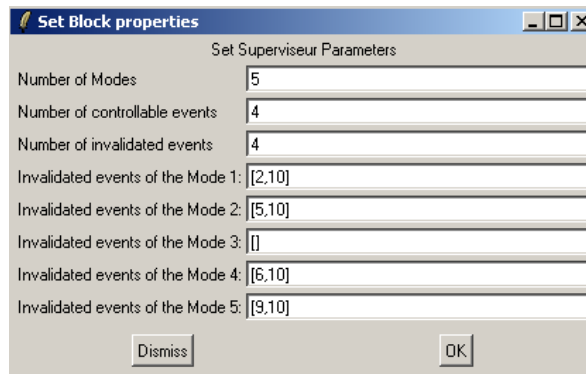 Set Block properties
Set Superviseur Parameters
Number of Modes 5
Number of controllable events 4
Number of invalidated events 4
Invalidated events of the Mode 1: [2,10]
Invalidated events of the Mode 2: [5,10]
Invalidated events of the Mode 3: []
Invalidated events of the Mode 4: [6,10]
Invalidated events of the Mode 5: [9,10]
Dismiss OK